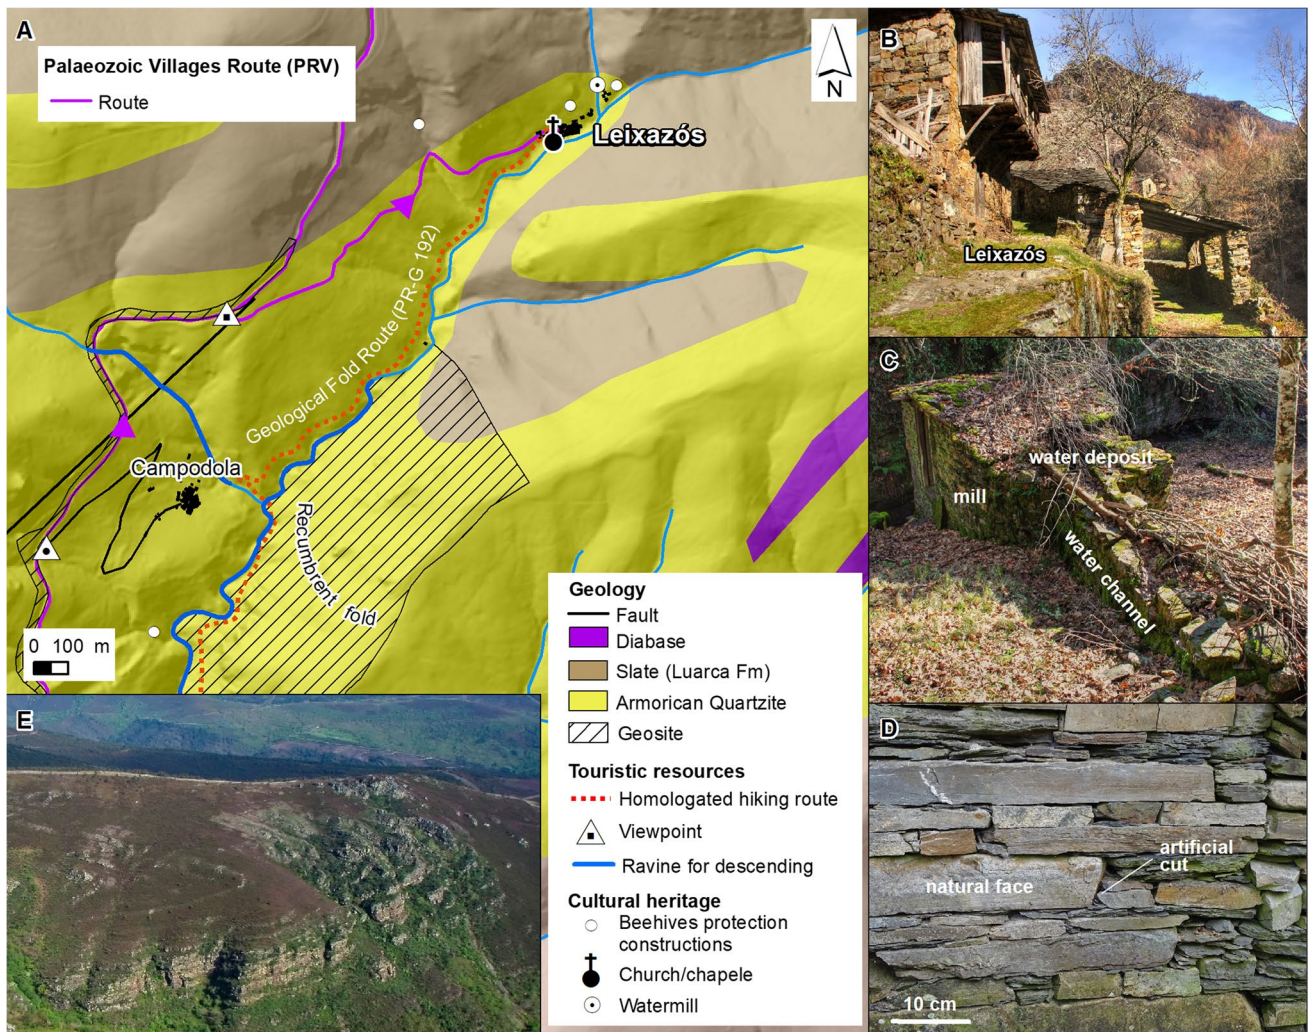 A
Palaeozoic Villages Route (PRV)
Route
N
Leixazós
Geological Fold Route (PR-G 192)
Campodola
Recumbrent fold
0 100 m
Geology
Fault
Diabase
Slate (Luarca Fm)
Armorican Quartzite
Geosite
Touristic resources
Homologated hiking route
Viewpoint
Ravine for descending
Cultural heritage
Beehives protection
constructions
Church/chapele
Watermill
B
Leixazós
C
water deposit
mill
water channel
D
artificial
cut
natural face
10 cm
E